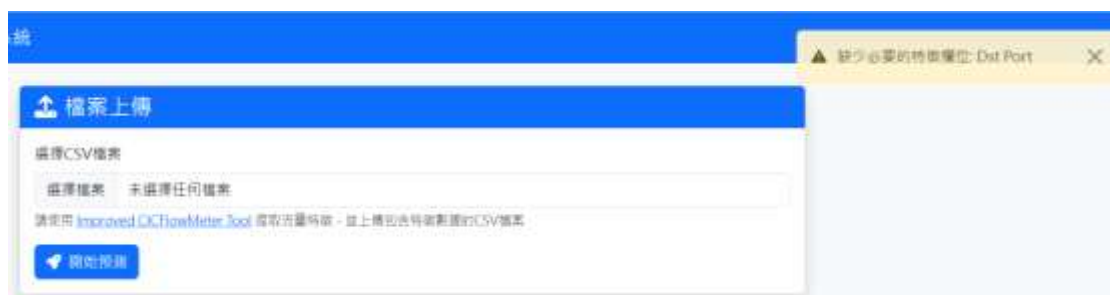 統
缺少必要的特徵欄位: Dst Port
檔案上傳
選擇CSV檔案
選擇檔案 未選擇任何檔案
請使用 Improved CICFlowMeter Tool 提取流量特徵，並上傳包含特徵數據的CSV檔案
開始預測